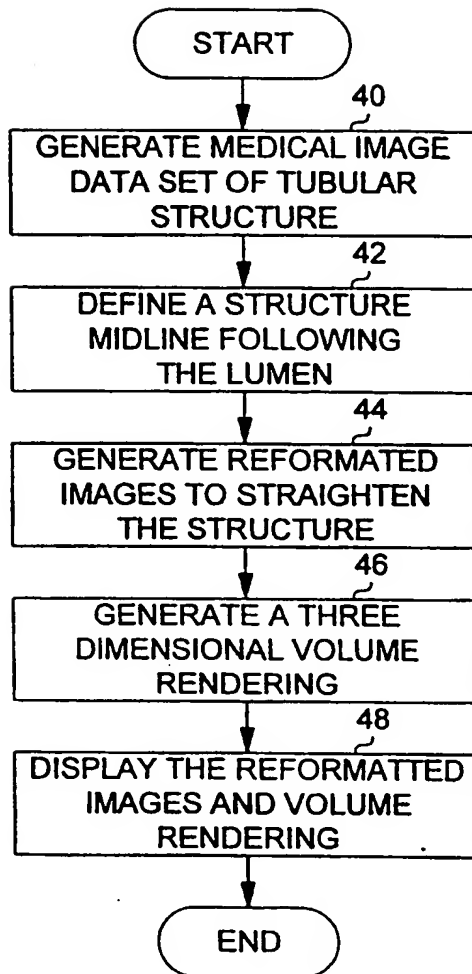 START
40
GENERATE MEDICAL IMAGE
DATA SET OF TUBULAR
STRUCTURE
42
DEFINE A STRUCTURE
MIDLINE FOLLOWING
THE LUMEN
44
GENERATE REFORMATED
IMAGES TO STRAIGHTEN
THE STRUCTURE
46
GENERATE A THREE
DIMENSIONAL VOLUME
RENDERING
48
DISPLAY THE REFORMATTED
IMAGES AND VOLUME
RENDERING
END